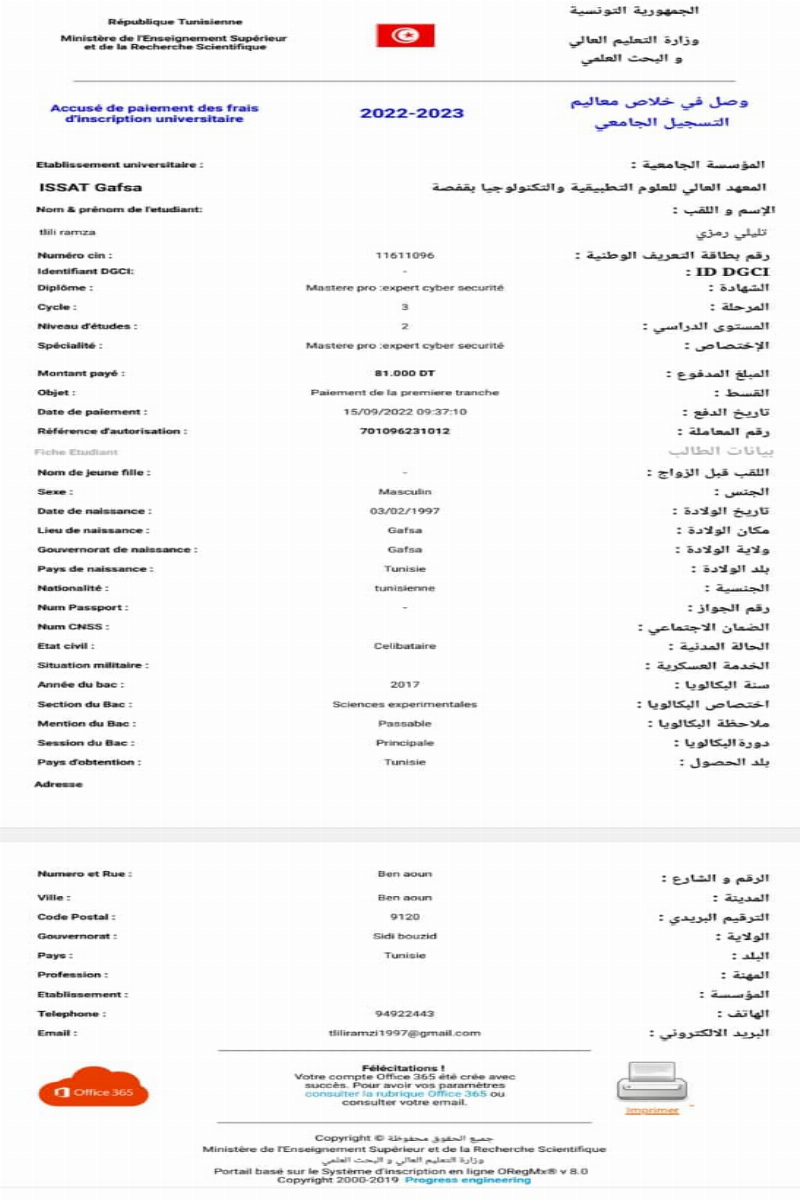 République Tunisienne
الجمهورية التونسية
Ministère de l'Enseignement Supérieur
et de la Recherche Scientifique
وزارة التعليم العالي
و البحث العلمي
Accusé de paiement des frais
d'inscription universitaire
2022-2023
وصل في خلاص معاليم
التسجيل الجامعي
Etablissement universitaire : المؤسسة الجامعية :
ISSAT Gafsa المعهد العالي للعلوم التطبيقية والتكنولوجيا بقفصة
Nom & prénom de l'etudiant: الإسم و اللقب :
tlili ramza تليلي رمزي
Numéro cin : 11611096 رقم بطاقة التعريف الوطنية :
Identifiant DGCI: - ID DGCI :
Diplôme : Mastere pro :expert cyber securité الشهادة :
Cycle : 3 المرحلة :
Niveau d'études : 2 المستوى الدراسي :
Spécialité : Mastere pro :expert cyber securité الإختصاص :
Montant payé : 81.000 DT المبلغ المدفوع :
Objet : Paiement de la premiere tranche القسط :
Date de paiement : 15/09/2022 09:37:10 تاريخ الدفع :
Référence d'autorisation : 701096231012 رقم المعاملة :
Fiche Etudiant بيانات الطالب
Nom de jeune fille : - اللقب قبل الزواج :
Sexe : Masculin الجنس :
Date de naissance : 03/02/1997 تاريخ الولادة :
Lieu de naissance : Gafsa مكان الولادة :
Gouvernorat de naissance : Gafsa ولاية الولادة :
Pays de naissance : Tunisie بلد الولادة :
Nationalité : tunisienne الجنسية :
Num Passport : - رقم الجواز :
Num CNSS : الضمان الاجتماعي :
Etat civil : Celibataire الحالة المدنية :
Situation militaire : الخدمة العسكرية :
Année du bac : 2017 سنة البكالويا :
Section du Bac : Sciences experimentales اختصاص البكالويا :
Mention du Bac : Passable ملاحظة البكالويا :
Session du Bac : Principale دورة البكالويا :
Pays d'obtention : Tunisie بلد الحصول :
Adresse
Numero et Rue : Ben aoun الرقم و الشارع :
Ville : Ben aoun المدينة :
Code Postal : 9120 الترقيم البريدي :
Gouvernorat : Sidi bouzid الولاية :
Pays : Tunisie البلد :
Profession : المهنة :
Etablissement : المؤسسة :
Telephone : 94922443 الهاتف :
Email : tliliramzi1997@gmail.com البريد الالكتروني :
Félécitations !
Votre compte Office 365 été crée avec
succès. Pour avoir vos paramètres
consulter la rubrique Office 365 ou
consulter votre email.
Office 365
Imprimer
Copyright © جميع الحقوق محفوظة
Ministère de l'Enseignement Supérieur et de la Recherche Scientifique
وزارة التعليم العالي و البحث العلمي
Portail basé sur le Système d'inscription en ligne ORegMx® v 8.0
Copyright 2000-2019 Progress engineering